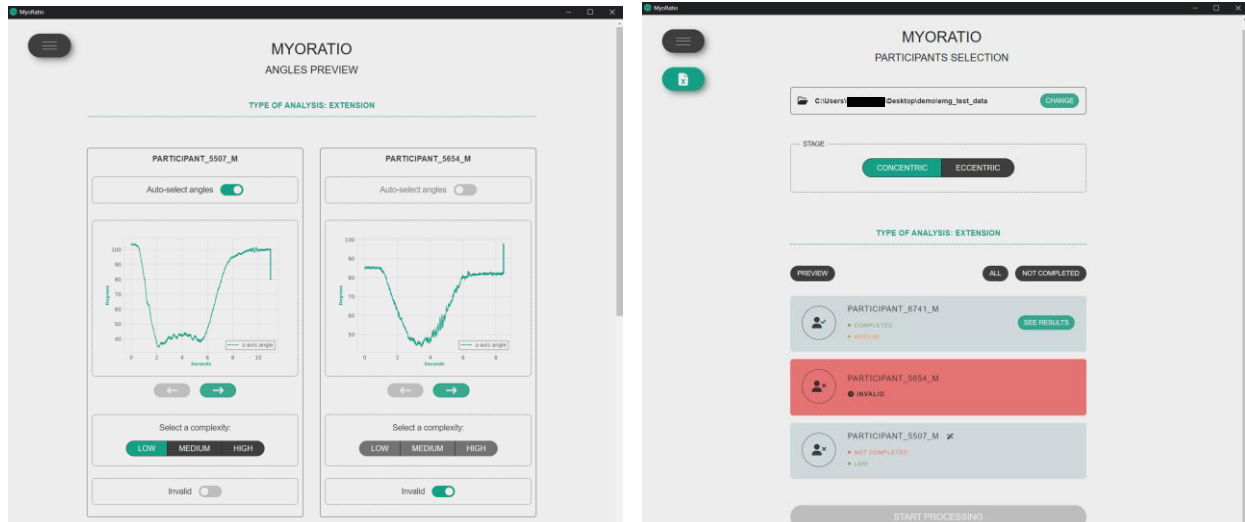 MyoRatio
MYORATIO
ANGLES PREVIEW
TYPE OF ANALYSIS: EXTENSION
PARTICIPANT_5507_M
Auto-select angles
100
90
80
70
60
50
40
Degrees
0 2 4 6 8 10
Seconds
z-axis angle
Select a complexity:
LOW MEDIUM HIGH
Invalid
PARTICIPANT_5654_M
Auto-select angles
100
90
80
70
60
50
Degrees
0 2 4 6 8
Seconds
z-axis angle
Select a complexity:
LOW MEDIUM HIGH
Invalid
MyoRatio
MYORATIO
PARTICIPANTS SELECTION
C:\Users\ \Desktop\demo\emg_test_data CHANGE
STAGE
CONCENTRIC ECCENTRIC
TYPE OF ANALYSIS: EXTENSION
PREVIEW ALL NOT COMPLETED
PARTICIPANT_6741_M
COMPLETED
MEDIUM
SEE RESULTS
PARTICIPANT_5654_M
INVALID
PARTICIPANT_5507_M
NOT COMPLETED
LOW
START PROCESSING